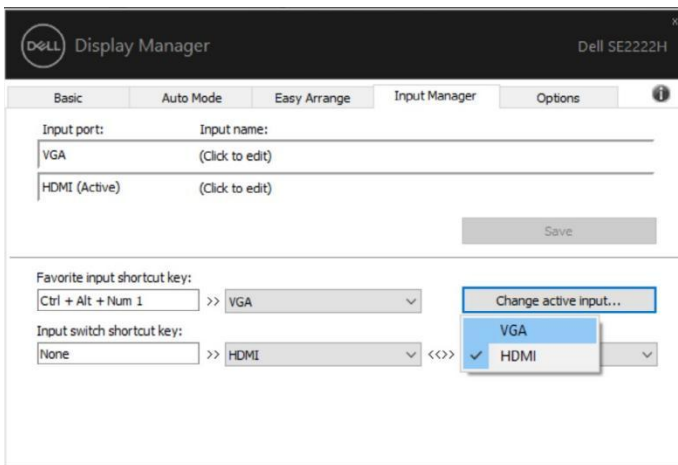 DELL Display Manager Dell SE2222H
Basic Auto Mode Easy Arrange Input Manager Options
Input port: Input name:
VGA (Click to edit)
HDMI (Active) (Click to edit)
Save
Favorite input shortcut key:
Ctrl + Alt + Num 1 >> VGA Change active input...
Input switch shortcut key:
VGA
None >> HDMI <<>> HDMI